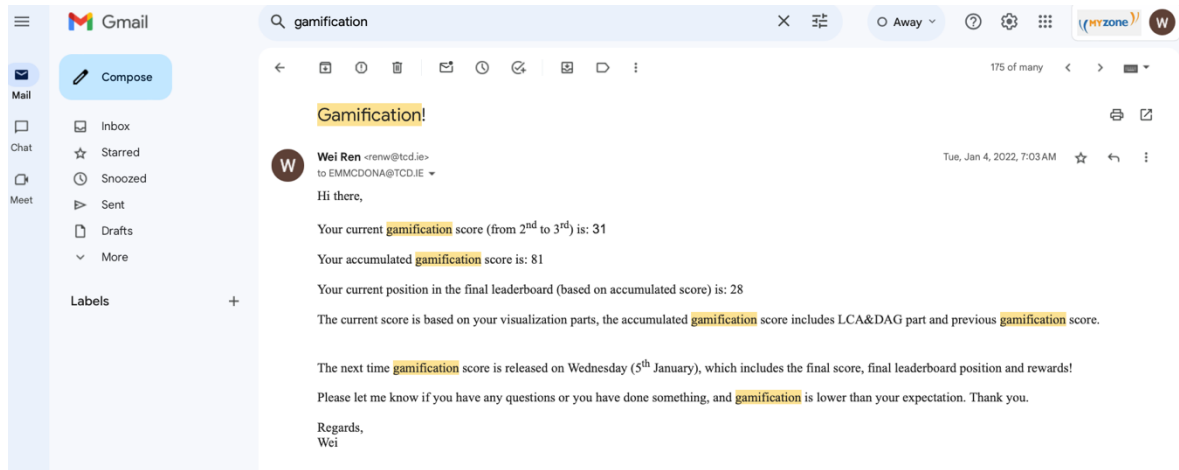 Gmail
gamification
Away
MYZONE
W
Compose
175 of many
Mail
Gamification!
Inbox
Chat
Starred
W
Wei Ren <renw@tcd.ie>
Tue, Jan 4, 2022, 7:03 AM
to EMMCDONA@TCD.IE
Snoozed
Meet
Hi there,
Sent
Your current gamification score (from 2nd to 3rd) is: 31
Drafts
More
Your accumulated gamification score is: 81
Your current position in the final leaderboard (based on accumulated score) is: 28
Labels
The current score is based on your visualization parts, the accumulated gamification score includes LCA&DAG part and previous gamification score.
The next time gamification score is released on Wednesday (5th January), which includes the final score, final leaderboard position and rewards!
Please let me know if you have any questions or you have done something, and gamification is lower than your expectation. Thank you.
Regards,
Wei